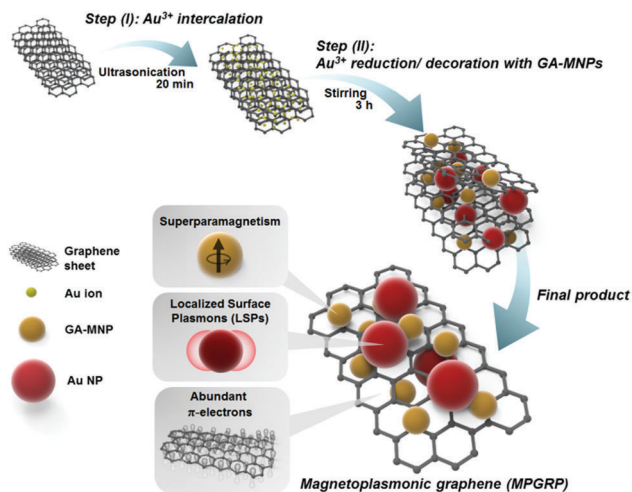 Step (I): Au³⁺ intercalation
Ultrasonication
20 min
Step (II):
Au³⁺ reduction/ decoration with GA-MNPs
Stirring
3 h
Superparamagnetism
Graphene
sheet
Au ion
GA-MNP
Au NP
Localized Surface
Plasmons (LSPs)
Abundant
π-electrons
Final product
Magnetoplasmonic graphene (MPGRP)